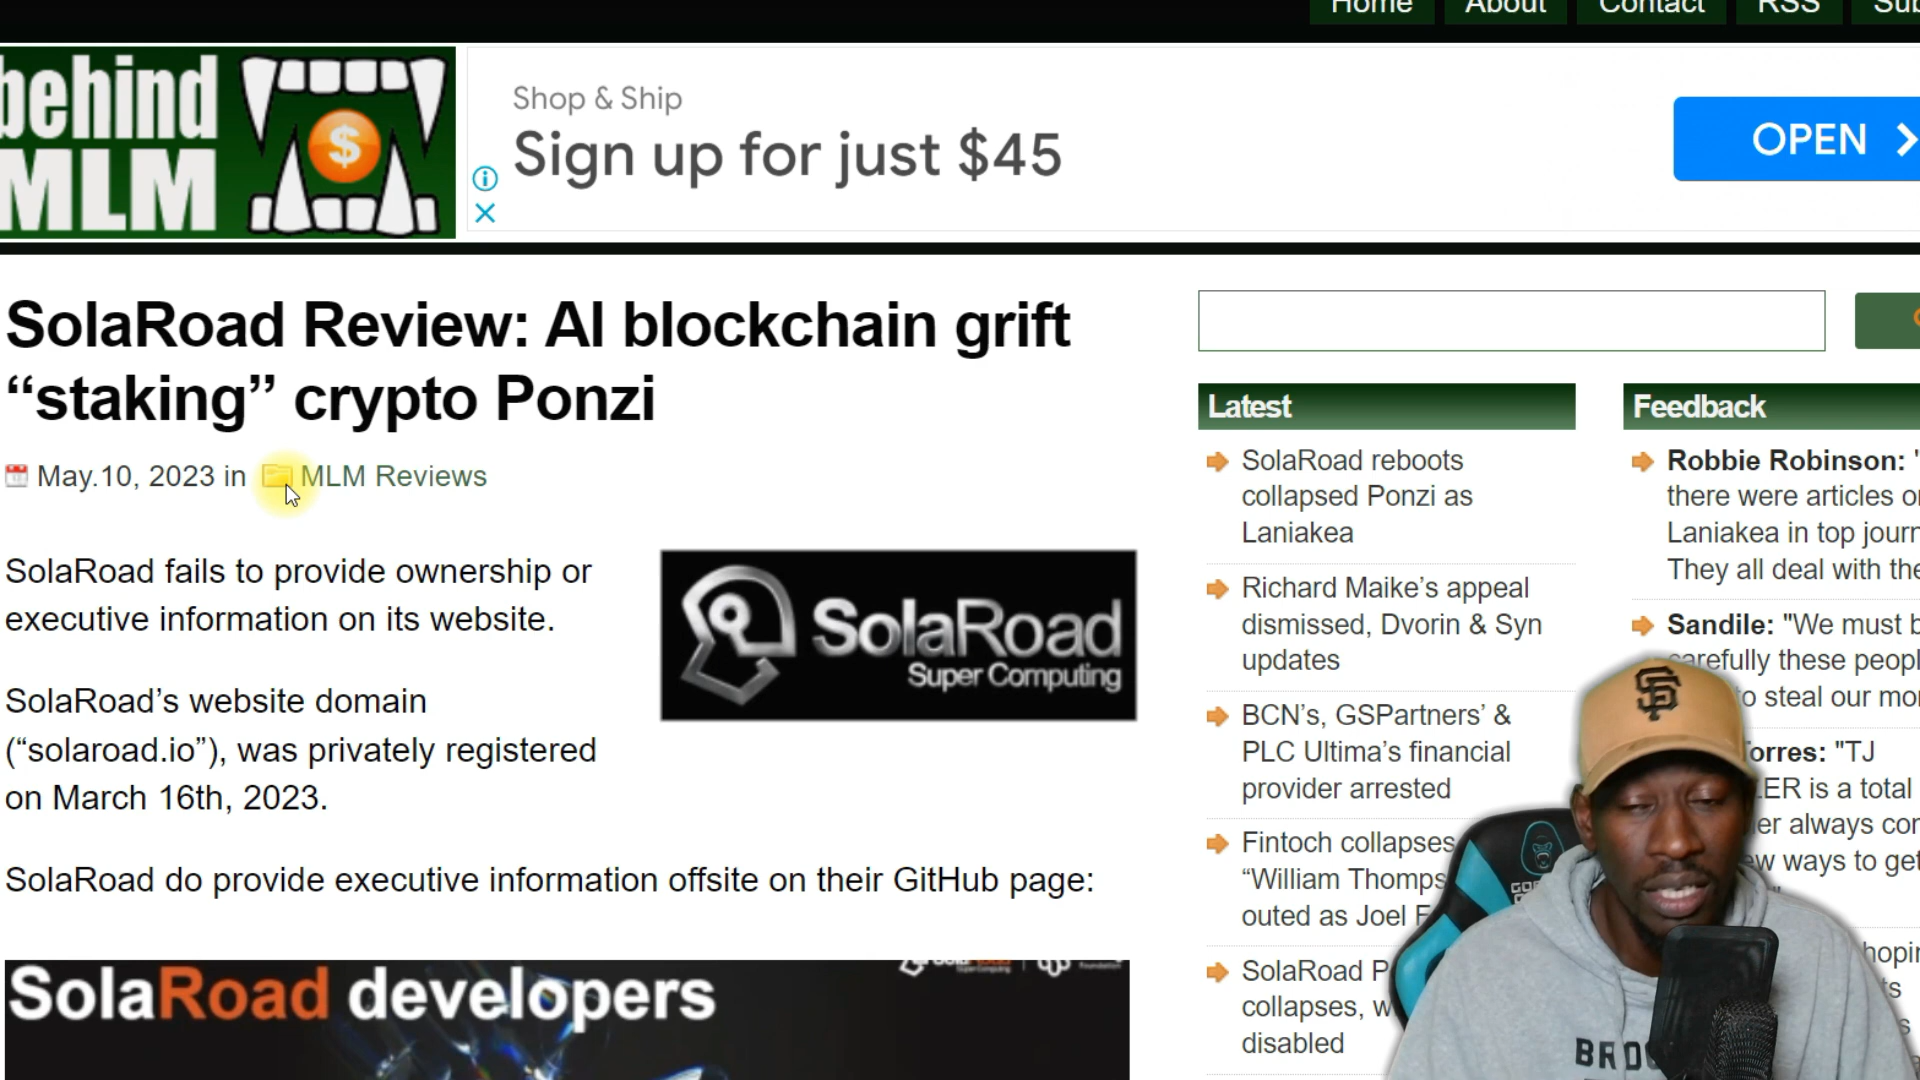 Home About Contact RSS
behind
MLM
$
Shop & Ship
Sign up for just $45
OPEN
SolaRoad Review: AI blockchain grift
“staking” crypto Ponzi
May.10, 2023 in MLM Reviews
SolaRoad fails to provide ownership or
executive information on its website.
SolaRoad’s website domain
(“solaroad.io”), was privately registered
on March 16th, 2023.
SolaRoad
Super Computing
SolaRoad do provide executive information offsite on their GitHub page:
SolaRoad developers
Latest
SolaRoad reboots
collapsed Ponzi as
Laniakea
Richard Maike’s appeal
dismissed, Dvorin & Syn
updates
BCN’s, GSPartners’ &
PLC Ultima’s financial
provider arrested
Fintoch collapses
“William Thomps
outed as Joel
SolaRoad P
collapses, w
disabled
Feedback
Robbie Robinson: "
there were articles
Laniakea in top journ
They all deal with the
Sandile: "We must b
carefully these peopl
to steal our mo
orres: "TJ
LER is a total
er always con
ew ways to get
SF